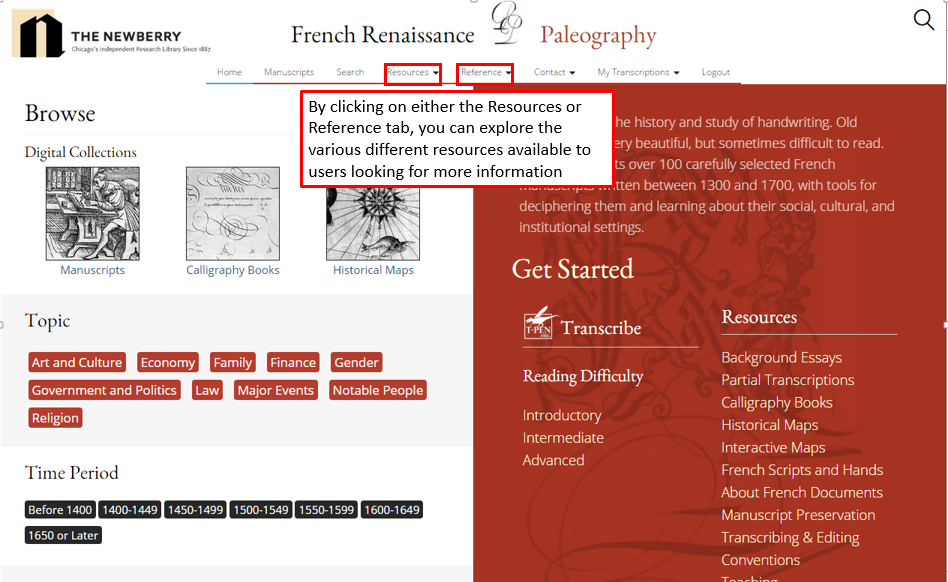 THE NEWBERRY
Chicago's Independent Research Library Since 1887
French Renaissance Paleography
Home Manuscripts Search Resources Reference Contact My Transcriptions Logout
By clicking on either the Resources or
Reference tab, you can explore the
various different resources available to
users looking for more information
Browse
Digital Collections
Manuscripts Calligraphy Books Historical Maps
Topic
Art and Culture Economy Family Finance Gender
Government and Politics Law Major Events Notable People
Religion
Time Period
Before 1400 1400-1449 1450-1499 1500-1549 1550-1599 1600-1649
1650 or Later
he history and study of handwriting. Old
ery beautiful, but sometimes difficult to read.
ts over 100 carefully selected French
manuscripts written between 1300 and 1700, with tools for
deciphering them and learning about their social, cultural, and
institutional settings.
Get Started
T-PEN
.ORG
Transcribe
Reading Difficulty
Introductory
Intermediate
Advanced
Resources
Background Essays
Partial Transcriptions
Calligraphy Books
Historical Maps
Interactive Maps
French Scripts and Hands
About French Documents
Manuscript Preservation
Transcribing & Editing
Conventions
Teaching